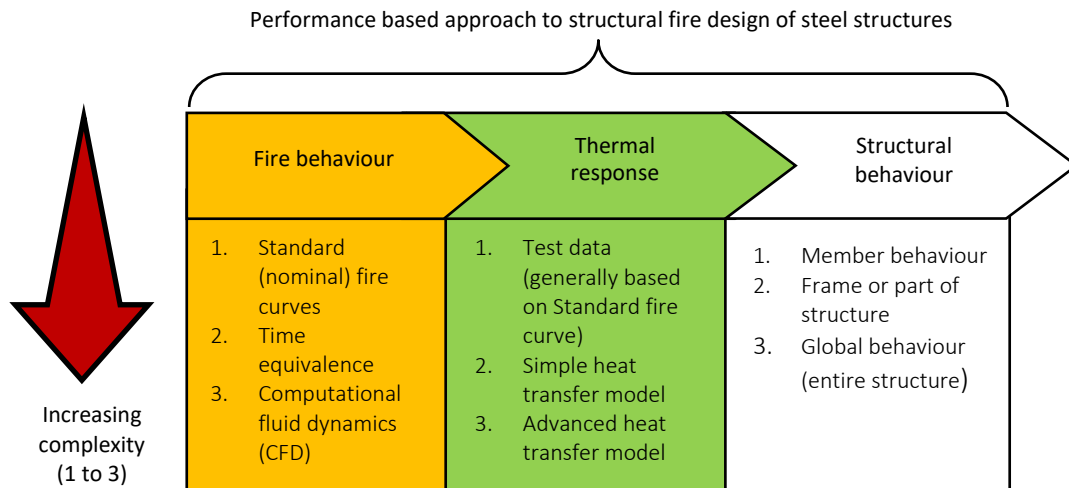 Performance based approach to structural fire design of steel structures
Fire behaviour
Thermal
response
Structural
behaviour
1. Standard
(nominal) fire
curves
2. Time
equivalence
3. Computational
fluid dynamics
(CFD)
1. Test data
(generally based
on Standard fire
curve)
2. Simple heat
transfer model
3. Advanced heat
transfer model
1. Member behaviour
2. Frame or part of
structure
3. Global behaviour
(entire structure)
Increasing
complexity
(1 to 3)